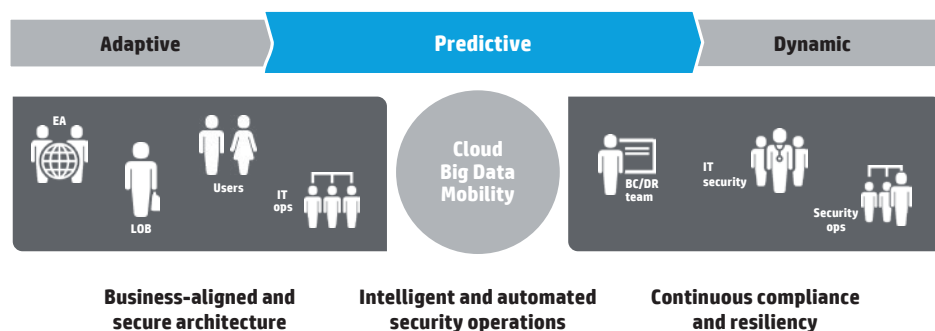 Adaptive
Predictive
Dynamic
EA
LOB
Users
IT
ops
Cloud
Big Data
Mobility
BC/DR
team
IT
security
Security
ops
Business-aligned and
secure architecture
Intelligent and automated
security operations
Continuous compliance
and resiliency